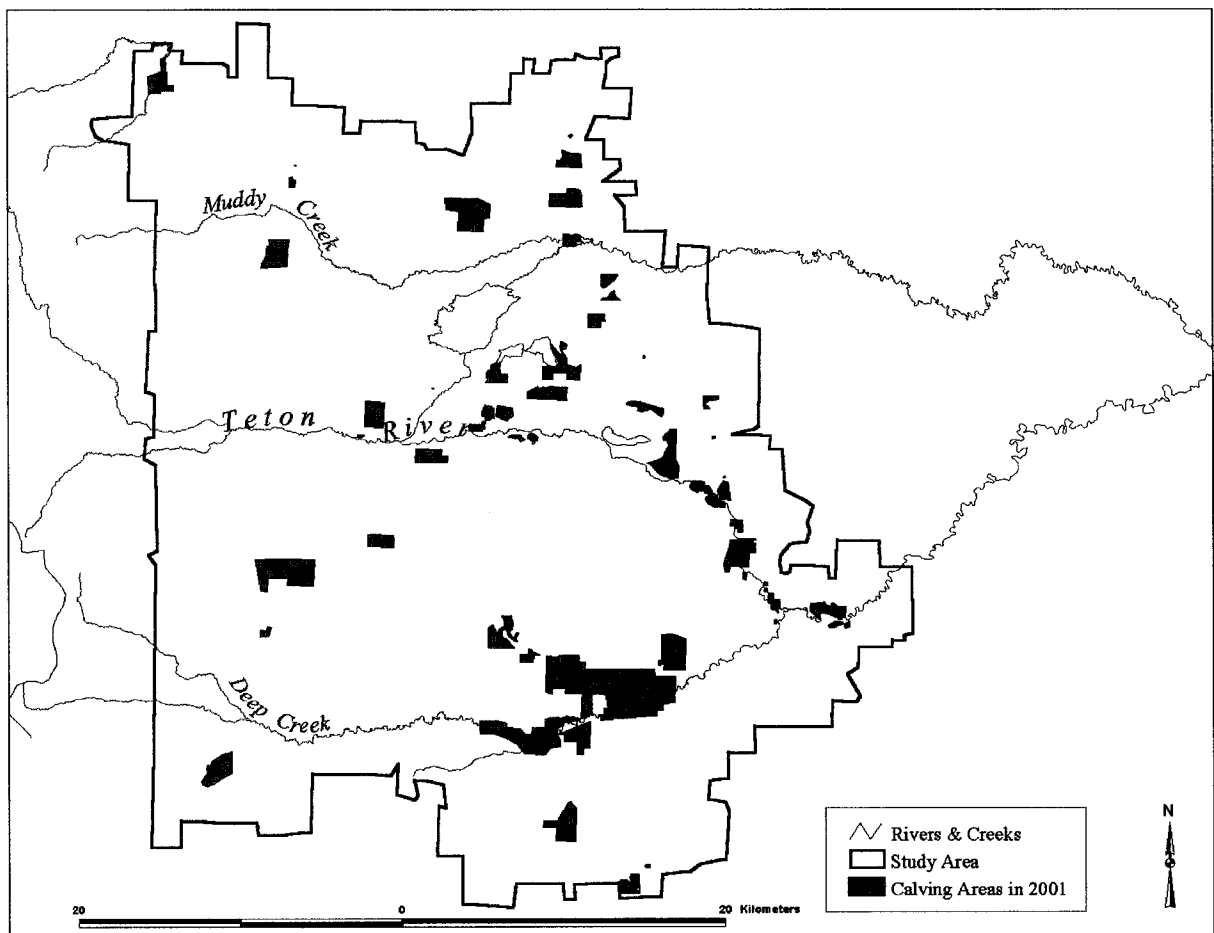 Muddy Creek
Teton River
Deep Creek
N
Rivers & Creeks
Study Area
Calving Areas in 2001
20 0 20 Kilometers